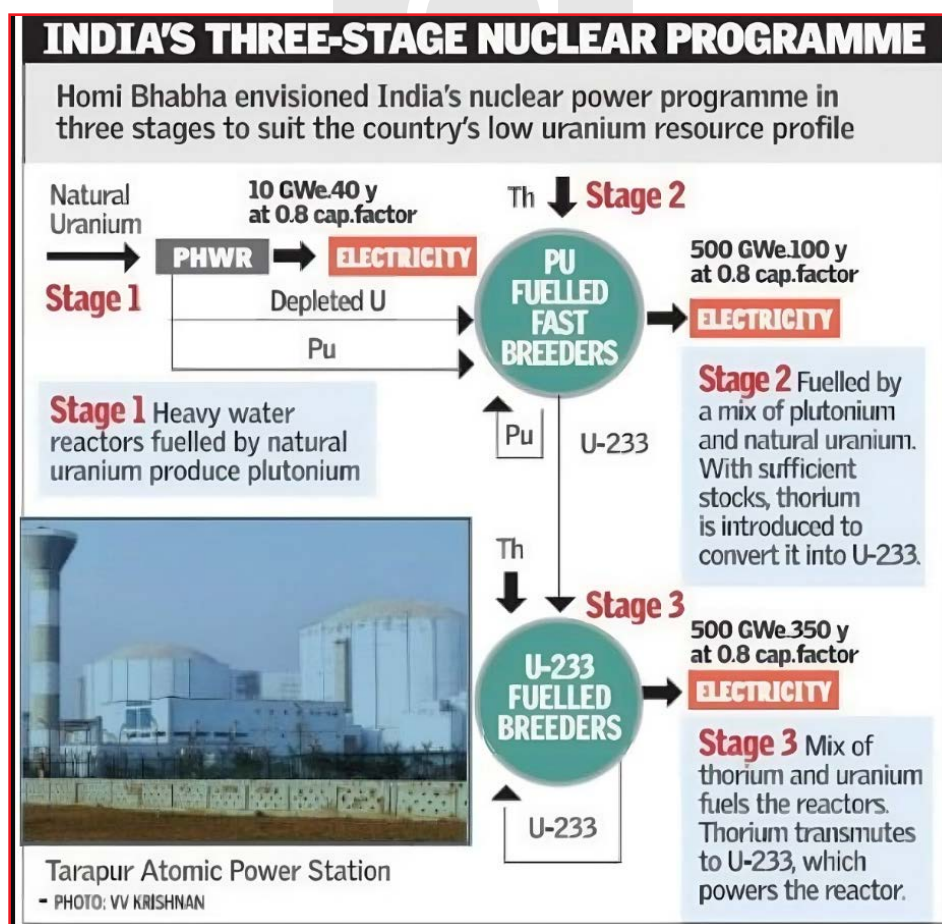 INDIA'S THREE-STAGE NUCLEAR PROGRAMME
Homi Bhabha envisioned India's nuclear power programme in
three stages to suit the country's low uranium resource profile
Natural
Uranium
Stage 1
PHWR
10 GWe.40 y
at 0.8 cap.factor
ELECTRICITY
Depleted U
Pu
Th
Stage 2
PU
FUELLED
FAST
BREEDERS
500 GWe.100 y
at 0.8 cap.factor
ELECTRICITY
Stage 1 Heavy water
reactors fuelled by natural
uranium produce plutonium
Pu
U-233
Stage 2 Fuelled by
a mix of plutonium
and natural uranium.
With sufficient
stocks, thorium
is introduced to
convert it into U-233.
Th
Stage 3
U-233
FUELLED
BREEDERS
500 GWe.350 y
at 0.8 cap.factor
ELECTRICITY
U-233
Stage 3 Mix of
thorium and uranium
fuels the reactors.
Thorium transmutes
to U-233, which
powers the reactor.
Tarapur Atomic Power Station
- PHOTO: VV KRISHNAN